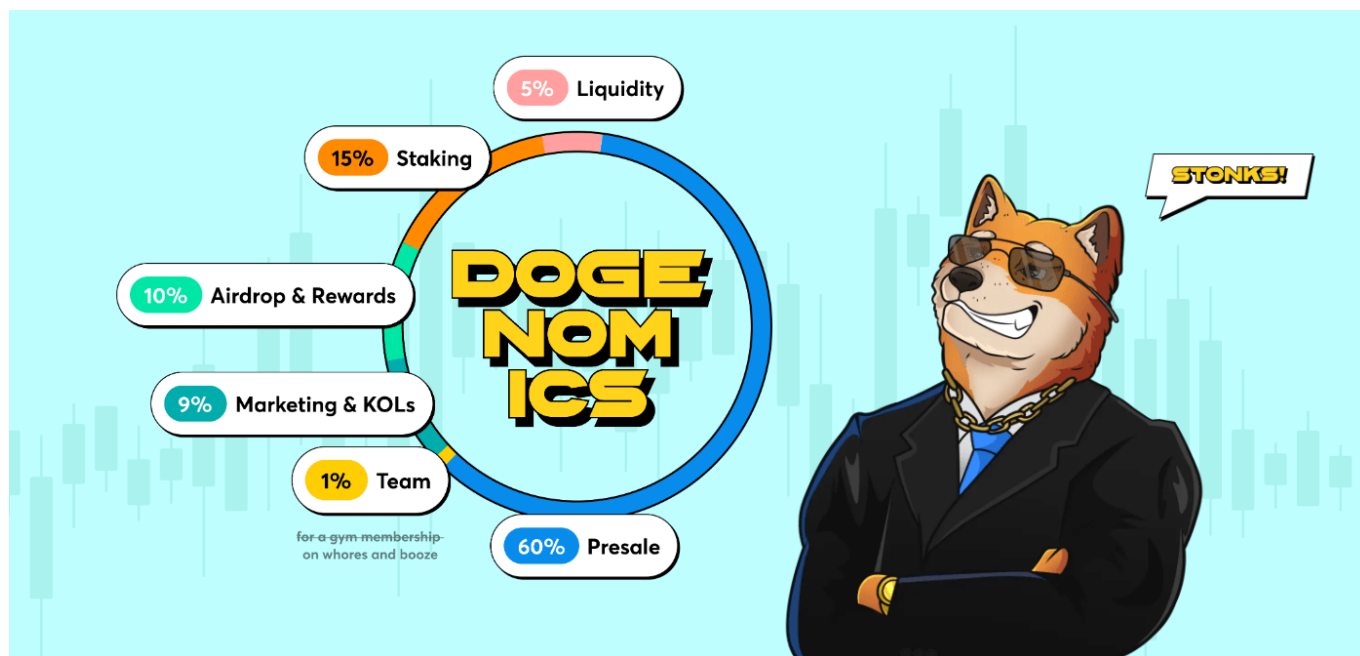 5% Liquidity
15% Staking
STONKS!
10% Airdrop & Rewards
DOGE
NOM
ICS
9% Marketing & KOLs
1% Team
for a gym membership
on whores and booze
60% Presale